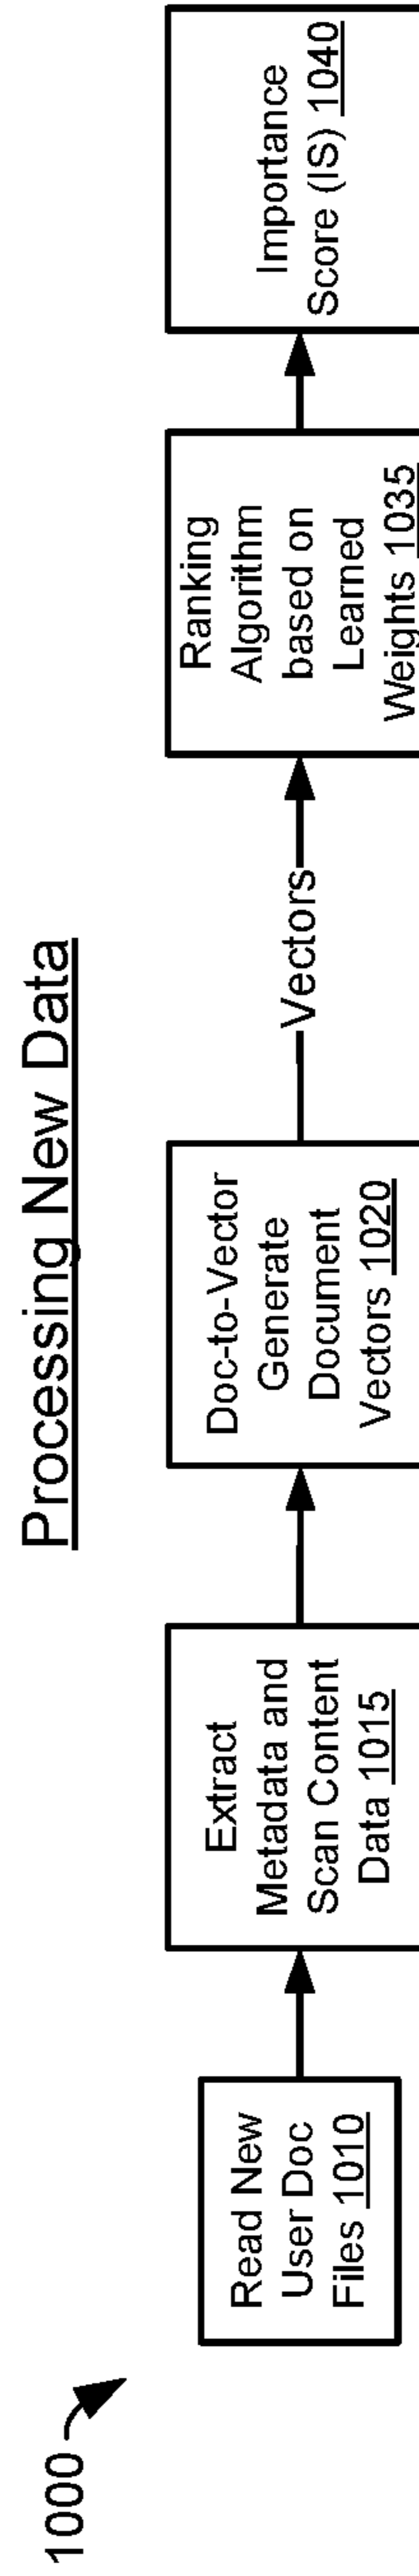 Processing New Data
1000
Read New
User Doc
Files 1010
Extract
Metadata and
Scan Content
Data 1015
Doc-to-Vector
Generate
Document
Vectors 1020
Vectors
Ranking
Algorithm
based on
Learned
Weights 1035
Importance
Score (IS) 1040